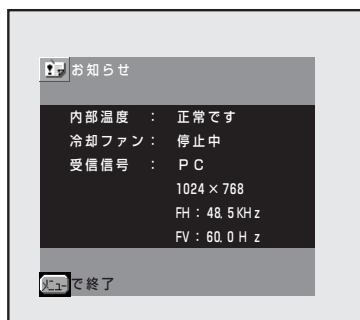 お知らせ
内部温度 : 正常です
冷却ファン : 停止中
受信信号 : PC
1024×768
FH : 48.5KHz
FV : 60.0Hz
メニューで終了